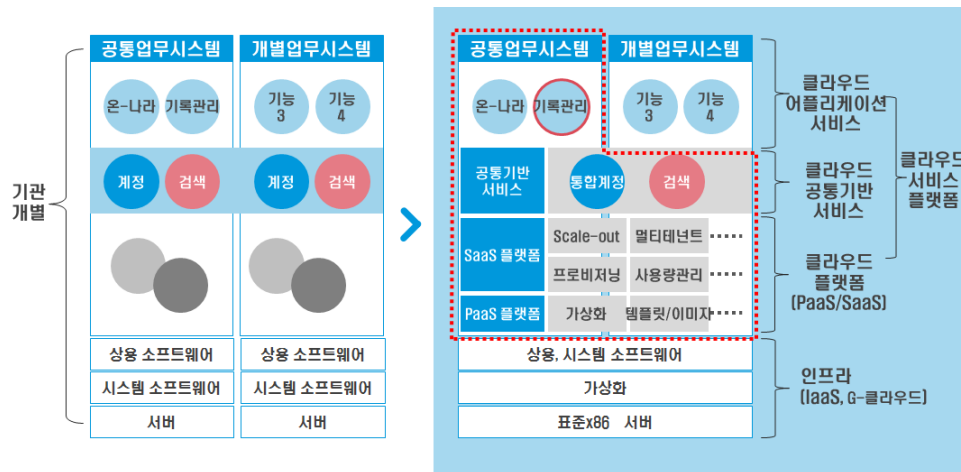 기관
개별
공통업무시스템
개별업무시스템
온-나라
기록관리
기능
3
기능
4
계정
검색
계정
검색
상용 소프트웨어
상용 소프트웨어
시스템 소프트웨어
시스템 소프트웨어
서버
서버
공통업무시스템
개별업무시스템
온-나라
기록관리
기능
3
기능
4
공통기반
서비스
통합계정
검색
SaaS 플랫폼
Scale-out
멀티테넌트
프로비저닝
사용량관리
PaaS 플랫폼
가상화
템플릿/이미지
상용, 시스템 소프트웨어
가상화
표준x86 서버
클라우드
어플리케이션
서비스
클라우드
공통기반
서비스
클라우드
플랫폼
(PaaS/SaaS)
클라우드
서비스
플랫폼
인프라
(IaaS, G-클라우드)